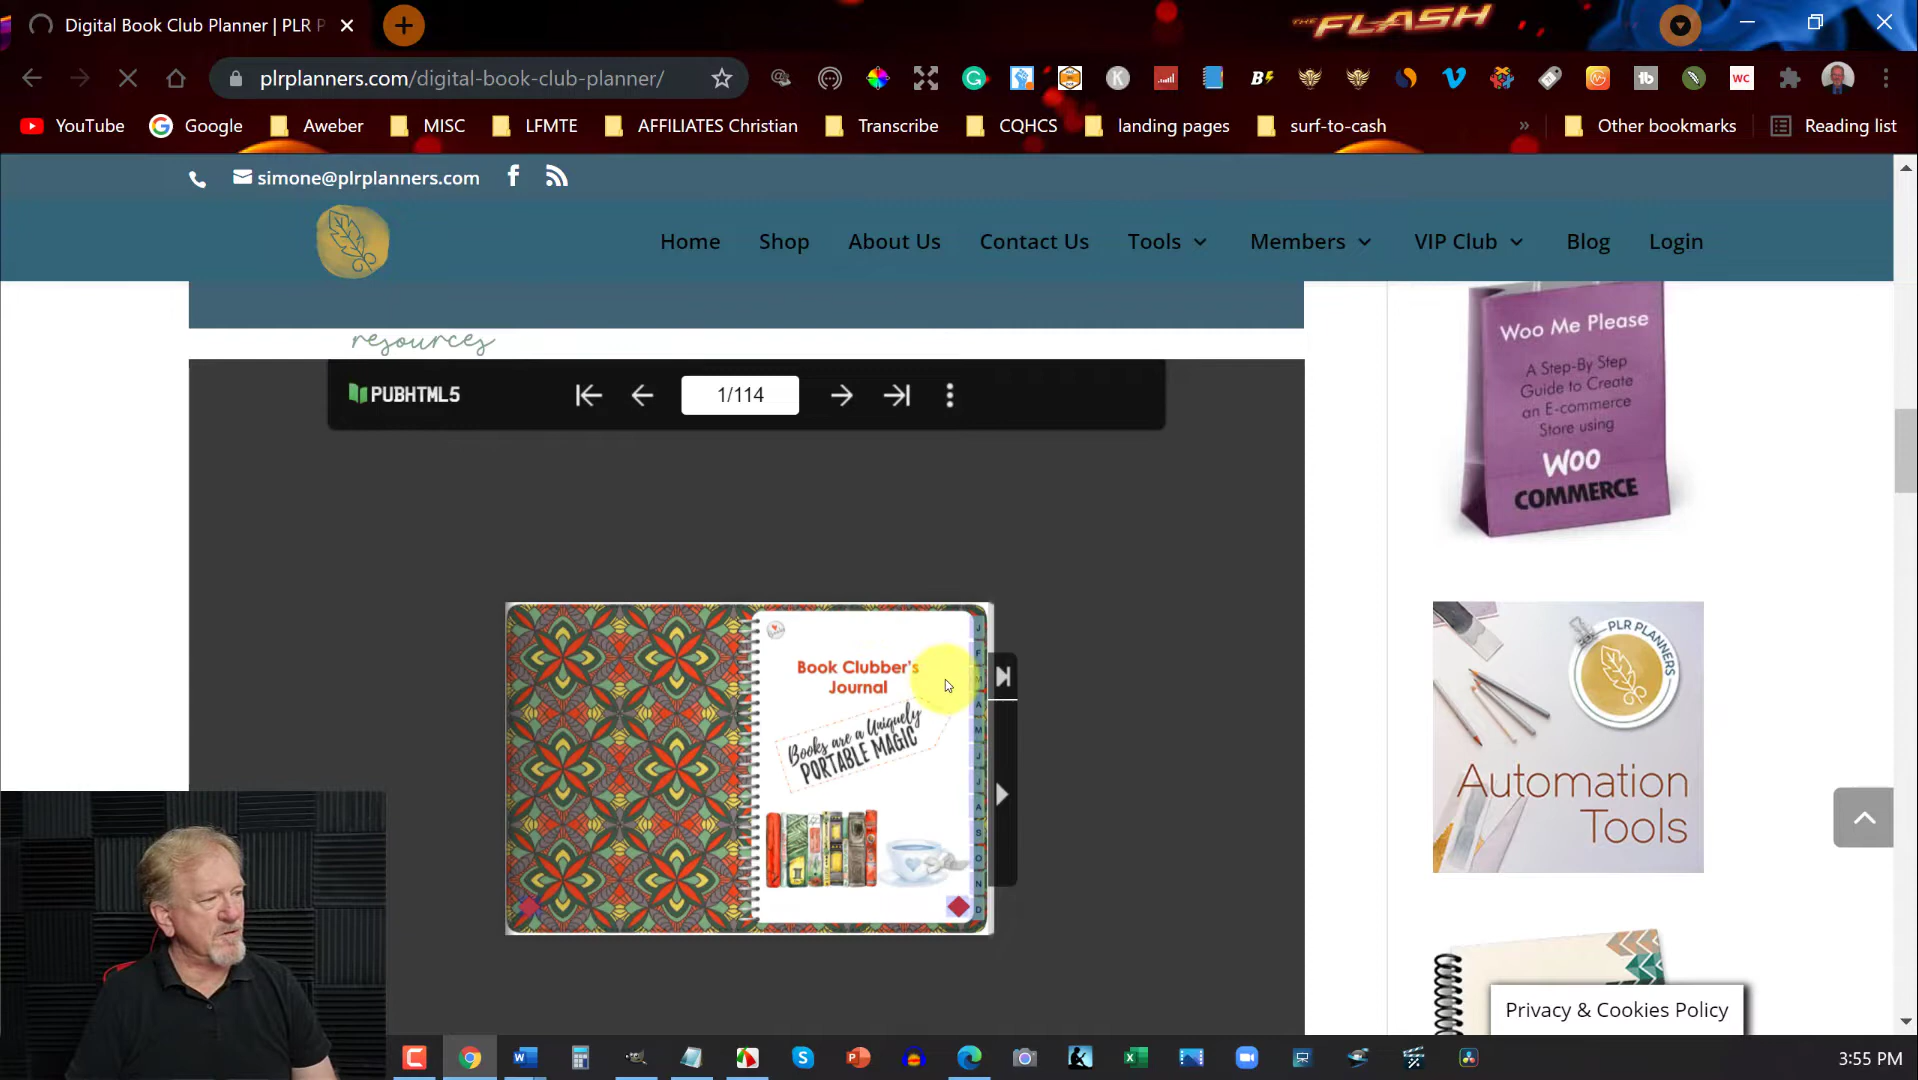 Digital Book Club Planner | PLR P
THE FLASH
plrplanners.com/digital-book-club-planner/
YouTube Google Aweber MISC LFMTE AFFILIATES Christian Transcribe CQHCS landing pages surf-to-cash » Other bookmarks Reading list
simone@plrplanners.com
Home Shop About Us Contact Us Tools Members VIP Club Blog Login
resources
PUBHTML5 1/114
Book Clubber's
Journal
Books are a Uniquely
PORTABLE MAGIC
J
F
M
A
M
J
J
A
S
O
N
D
Woo Me Please
A Step-By Step
Guide to Create
an E-commerce
Store using
WOO
COMMERCE
PLR PLANNERS
Automation
Tools
Privacy & Cookies Policy
3:55 PM